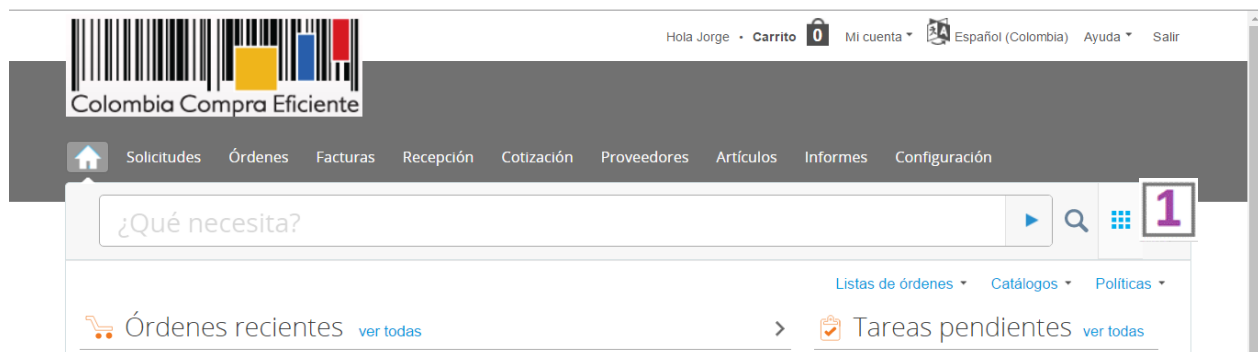 Hola Jorge · Carrito 0 Mi cuenta Español (Colombia) Ayuda Salir
Colombia Compra Eficiente
Solicitudes Órdenes Facturas Recepción Cotización Proveedores Artículos Informes Configuración
¿Qué necesita? 1
Listas de órdenes Catálogos Políticas
Órdenes recientes ver todas Tareas pendientes ver todas